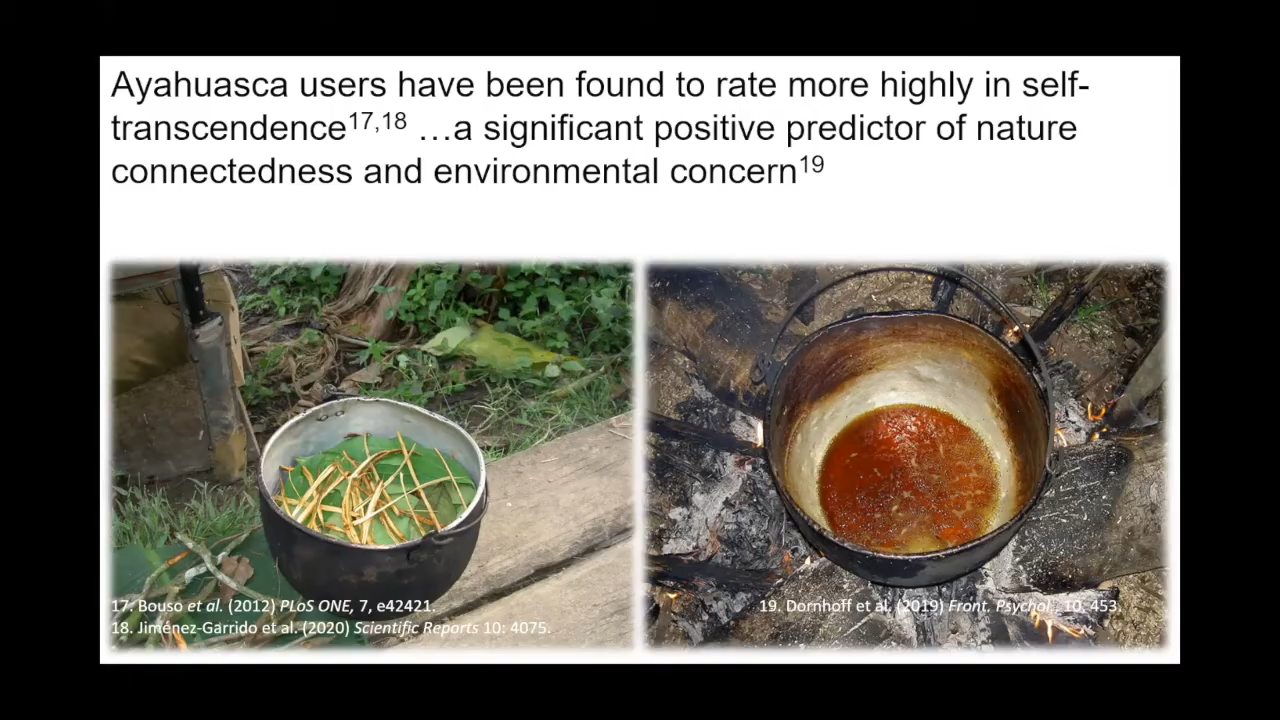 Ayahuasca users have been found to rate more highly in self-
transcendence17,18 …a significant positive predictor of nature
connectedness and environmental concern19
17. Bouso et al. (2012) PLoS ONE, 7, e42421.
18. Jiménez-Garrido et al. (2020) Scientific Reports 10: 4075.
19. Dornhoff et al. (2019) Front. Psychol., 10, 453.